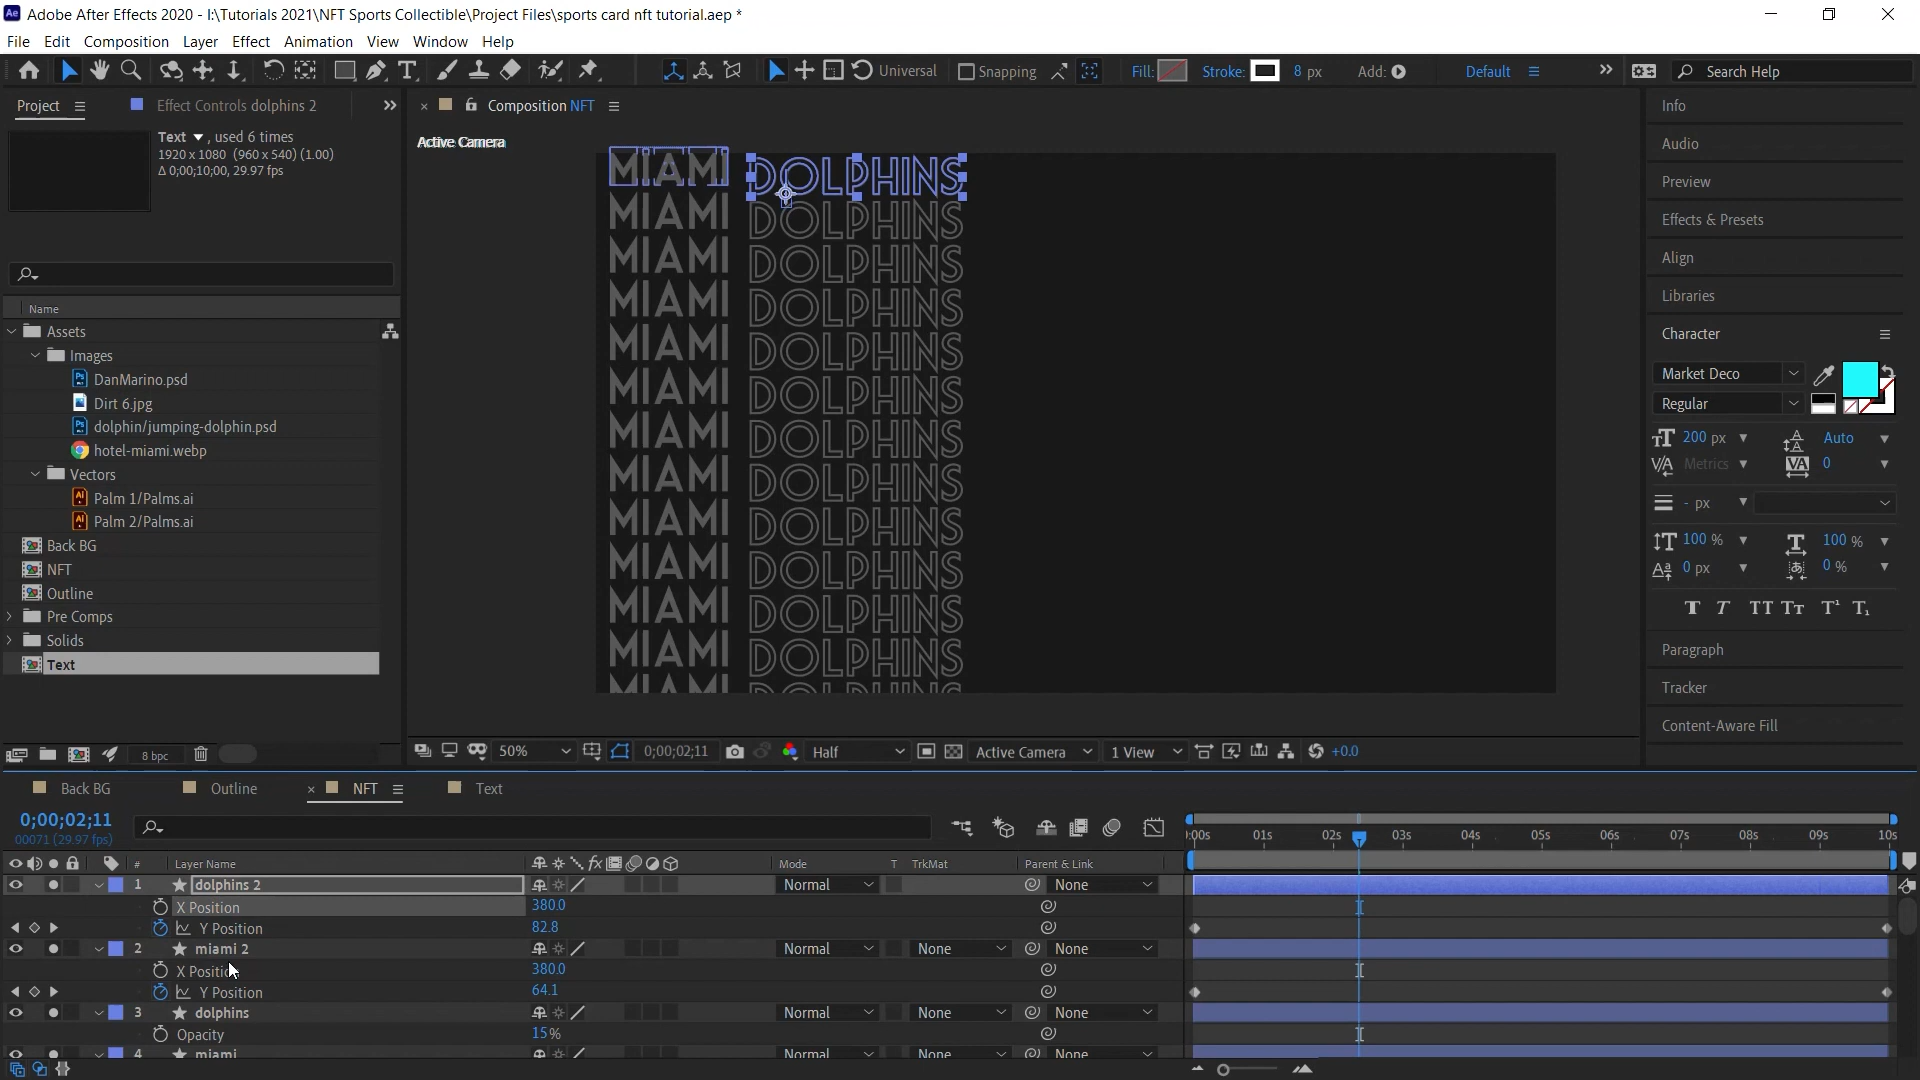 Adobe After Effects 2020 - I:\Tutorials 2021\NFT Sports Collectible\Project Files\sports card nft tutorial.aep *
File Edit Composition Layer Effect Animation View Window Help
Universal Snapping Fill: Stroke: 8 px Add: Default Search Help
Project Effect Controls dolphins 2 Composition NFT
Text , used 6 times
1920 x 1080 (960 x 540) (1.00)
Δ 0;00;10;00, 29.97 fps
Name
Assets
Images
DanMarino.psd
Dirt 6.jpg
dolphin/jumping-dolphin.psd
hotel-miami.webp
Vectors
Palm 1/Palms.ai
Palm 2/Palms.ai
Back BG
NFT
Outline
Pre Comps
Solids
Text
8 bpc
Active Camera
MIAMI DOLPHINS
MIAMI DOLPHINS
MIAMI DOLPHINS
MIAMI DOLPHINS
MIAMI DOLPHINS
MIAMI DOLPHINS
MIAMI DOLPHINS
MIAMI DOLPHINS
MIAMI DOLPHINS
MIAMI DOLPHINS
MIAMI DOLPHINS
MIAMI DOLPHINS
MIAMI DOLPHINS
50% 0;00;02;11 Half Active Camera 1 View +0.0
Info
Audio
Preview
Effects & Presets
Align
Libraries
Character
Market Deco
Regular
200 px Auto
Metrics 0
- px
100 % 100 %
0 px 0 %
T T TT Tt T¹ T₁
Paragraph
Tracker
Content-Aware Fill
Back BG Outline NFT Text
0;00;02;11
00071 (29.97 fps)
:00s 01s 02s 03s 04s 05s 06s 07s 08s 09s 10s
# Layer Name Mode T TrkMat Parent & Link
1 dolphins 2 Normal None
X Position 380.0
Y Position 82.8
2 miami 2 Normal None None
X Position 380.0
Y Position 64.1
3 dolphins Normal None None
Opacity 15%
4 miami Normal None None